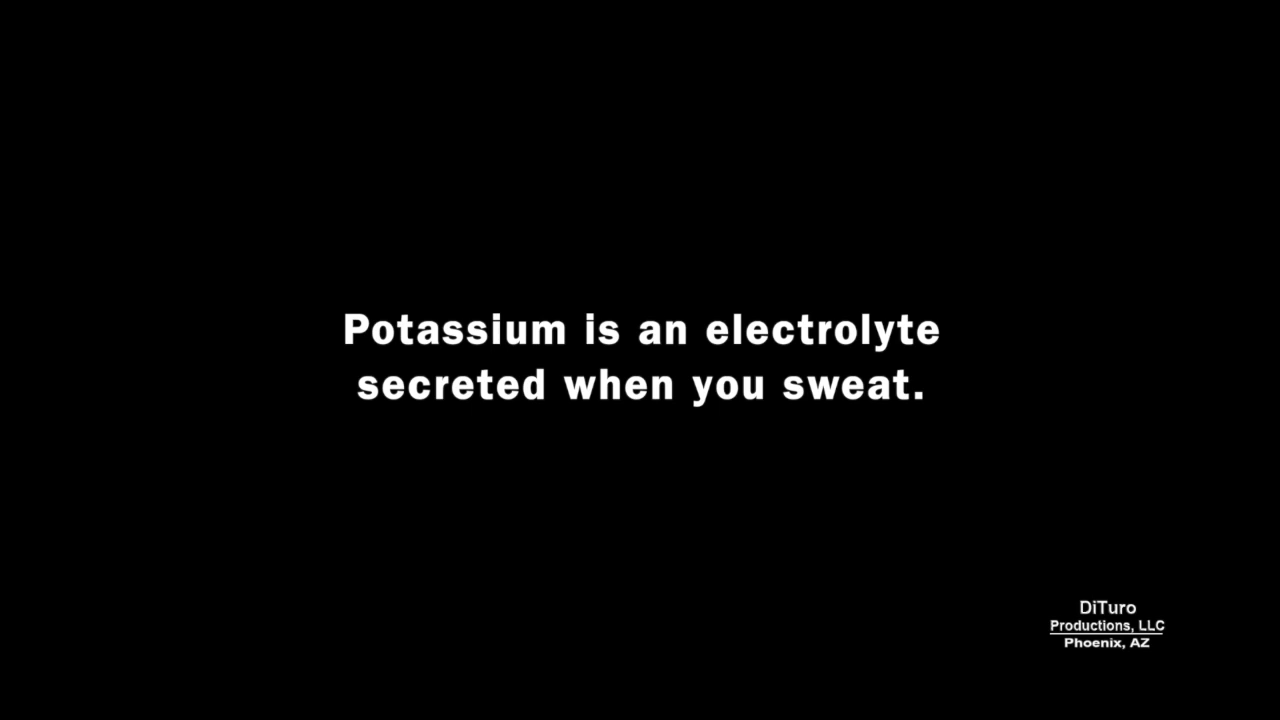 Potassium is an electrolyte
secreted when you sweat.
DiTuro
Productions, LLC
Phoenix, AZ